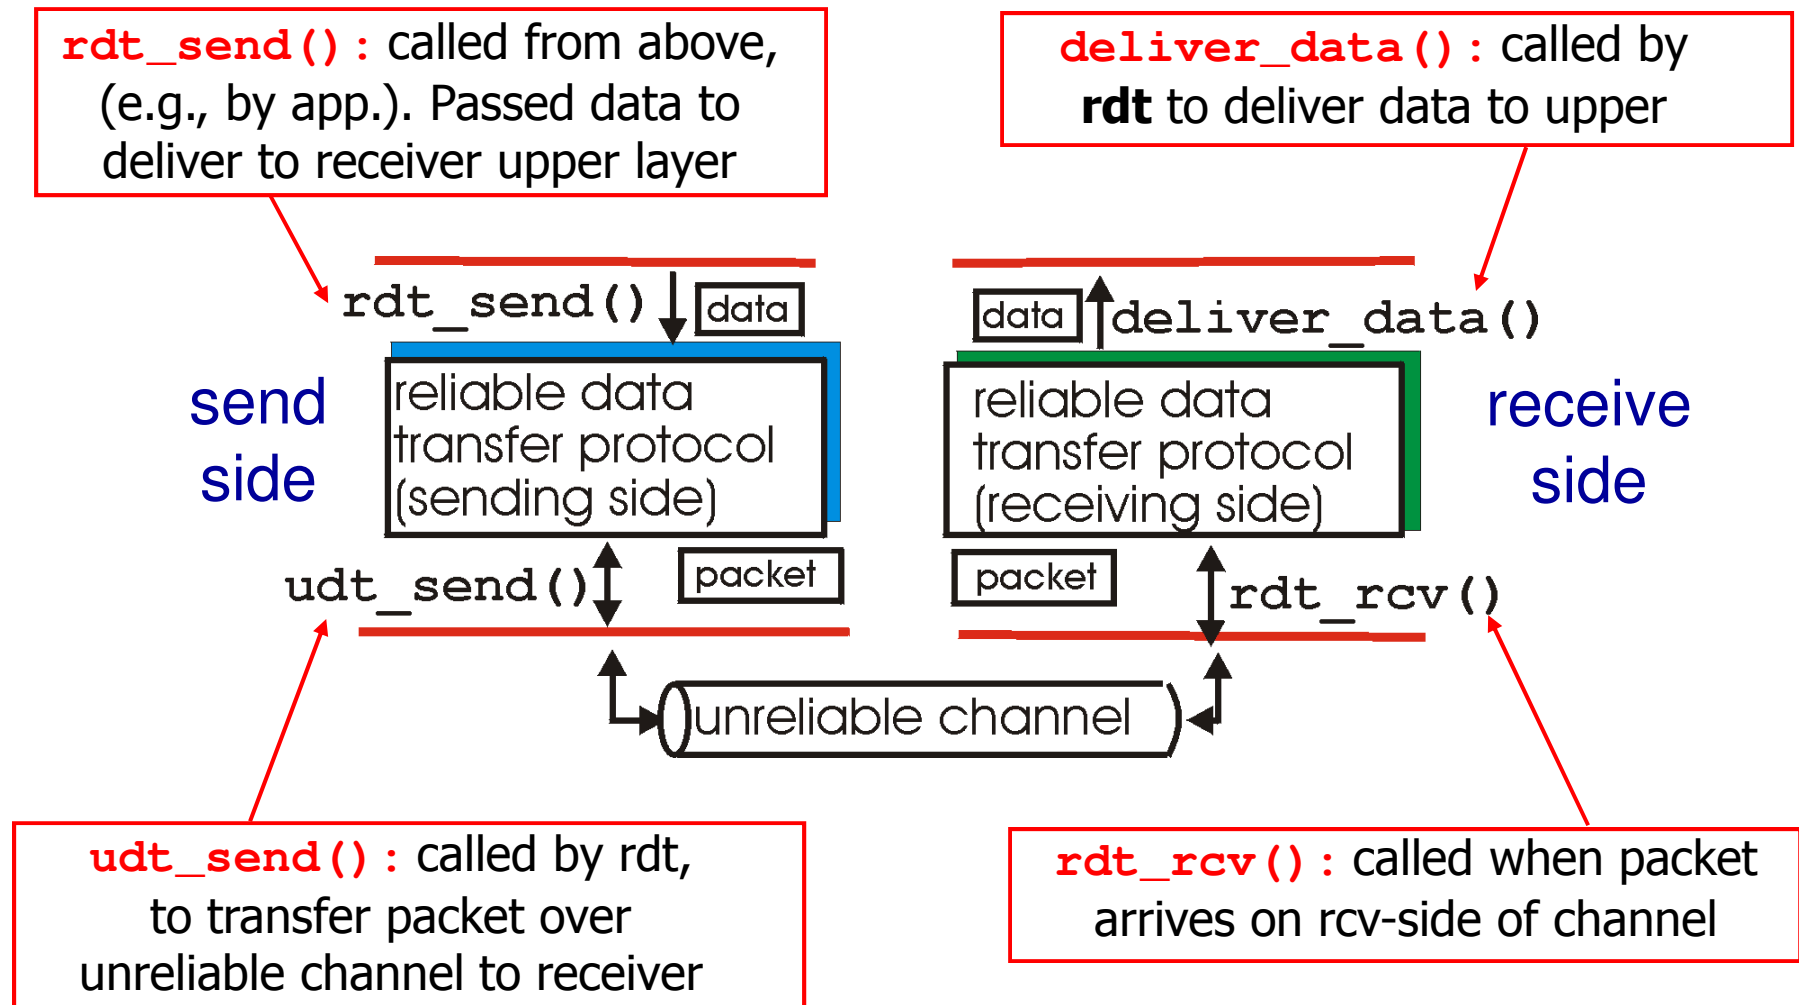 rdt_send(): called from above,
(e.g., by app.). Passed data to
deliver to receiver upper layer
deliver_data(): called by
rdt to deliver data to upper
rdt_send()
data
data
deliver_data()
send
side
reliable data
transfer protocol
(sending side)
reliable data
transfer protocol
(receiving side)
receive
side
udt_send()
packet
packet
rdt_rcv()
unreliable channel
udt_send(): called by rdt,
to transfer packet over
unreliable channel to receiver
rdt_rcv(): called when packet
arrives on rcv-side of channel